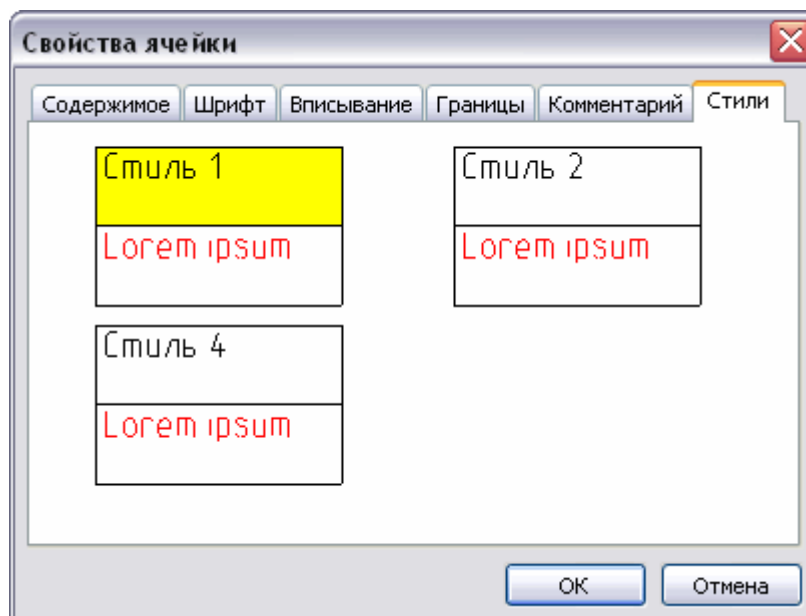 Свойства ячейки
Содержимое Шрифт Вписывание Границы Комментарий Стили
Стиль 1 Стиль 2
Lorem ipsum Lorem ipsum
Стиль 4
Lorem ipsum
ОК Отмена